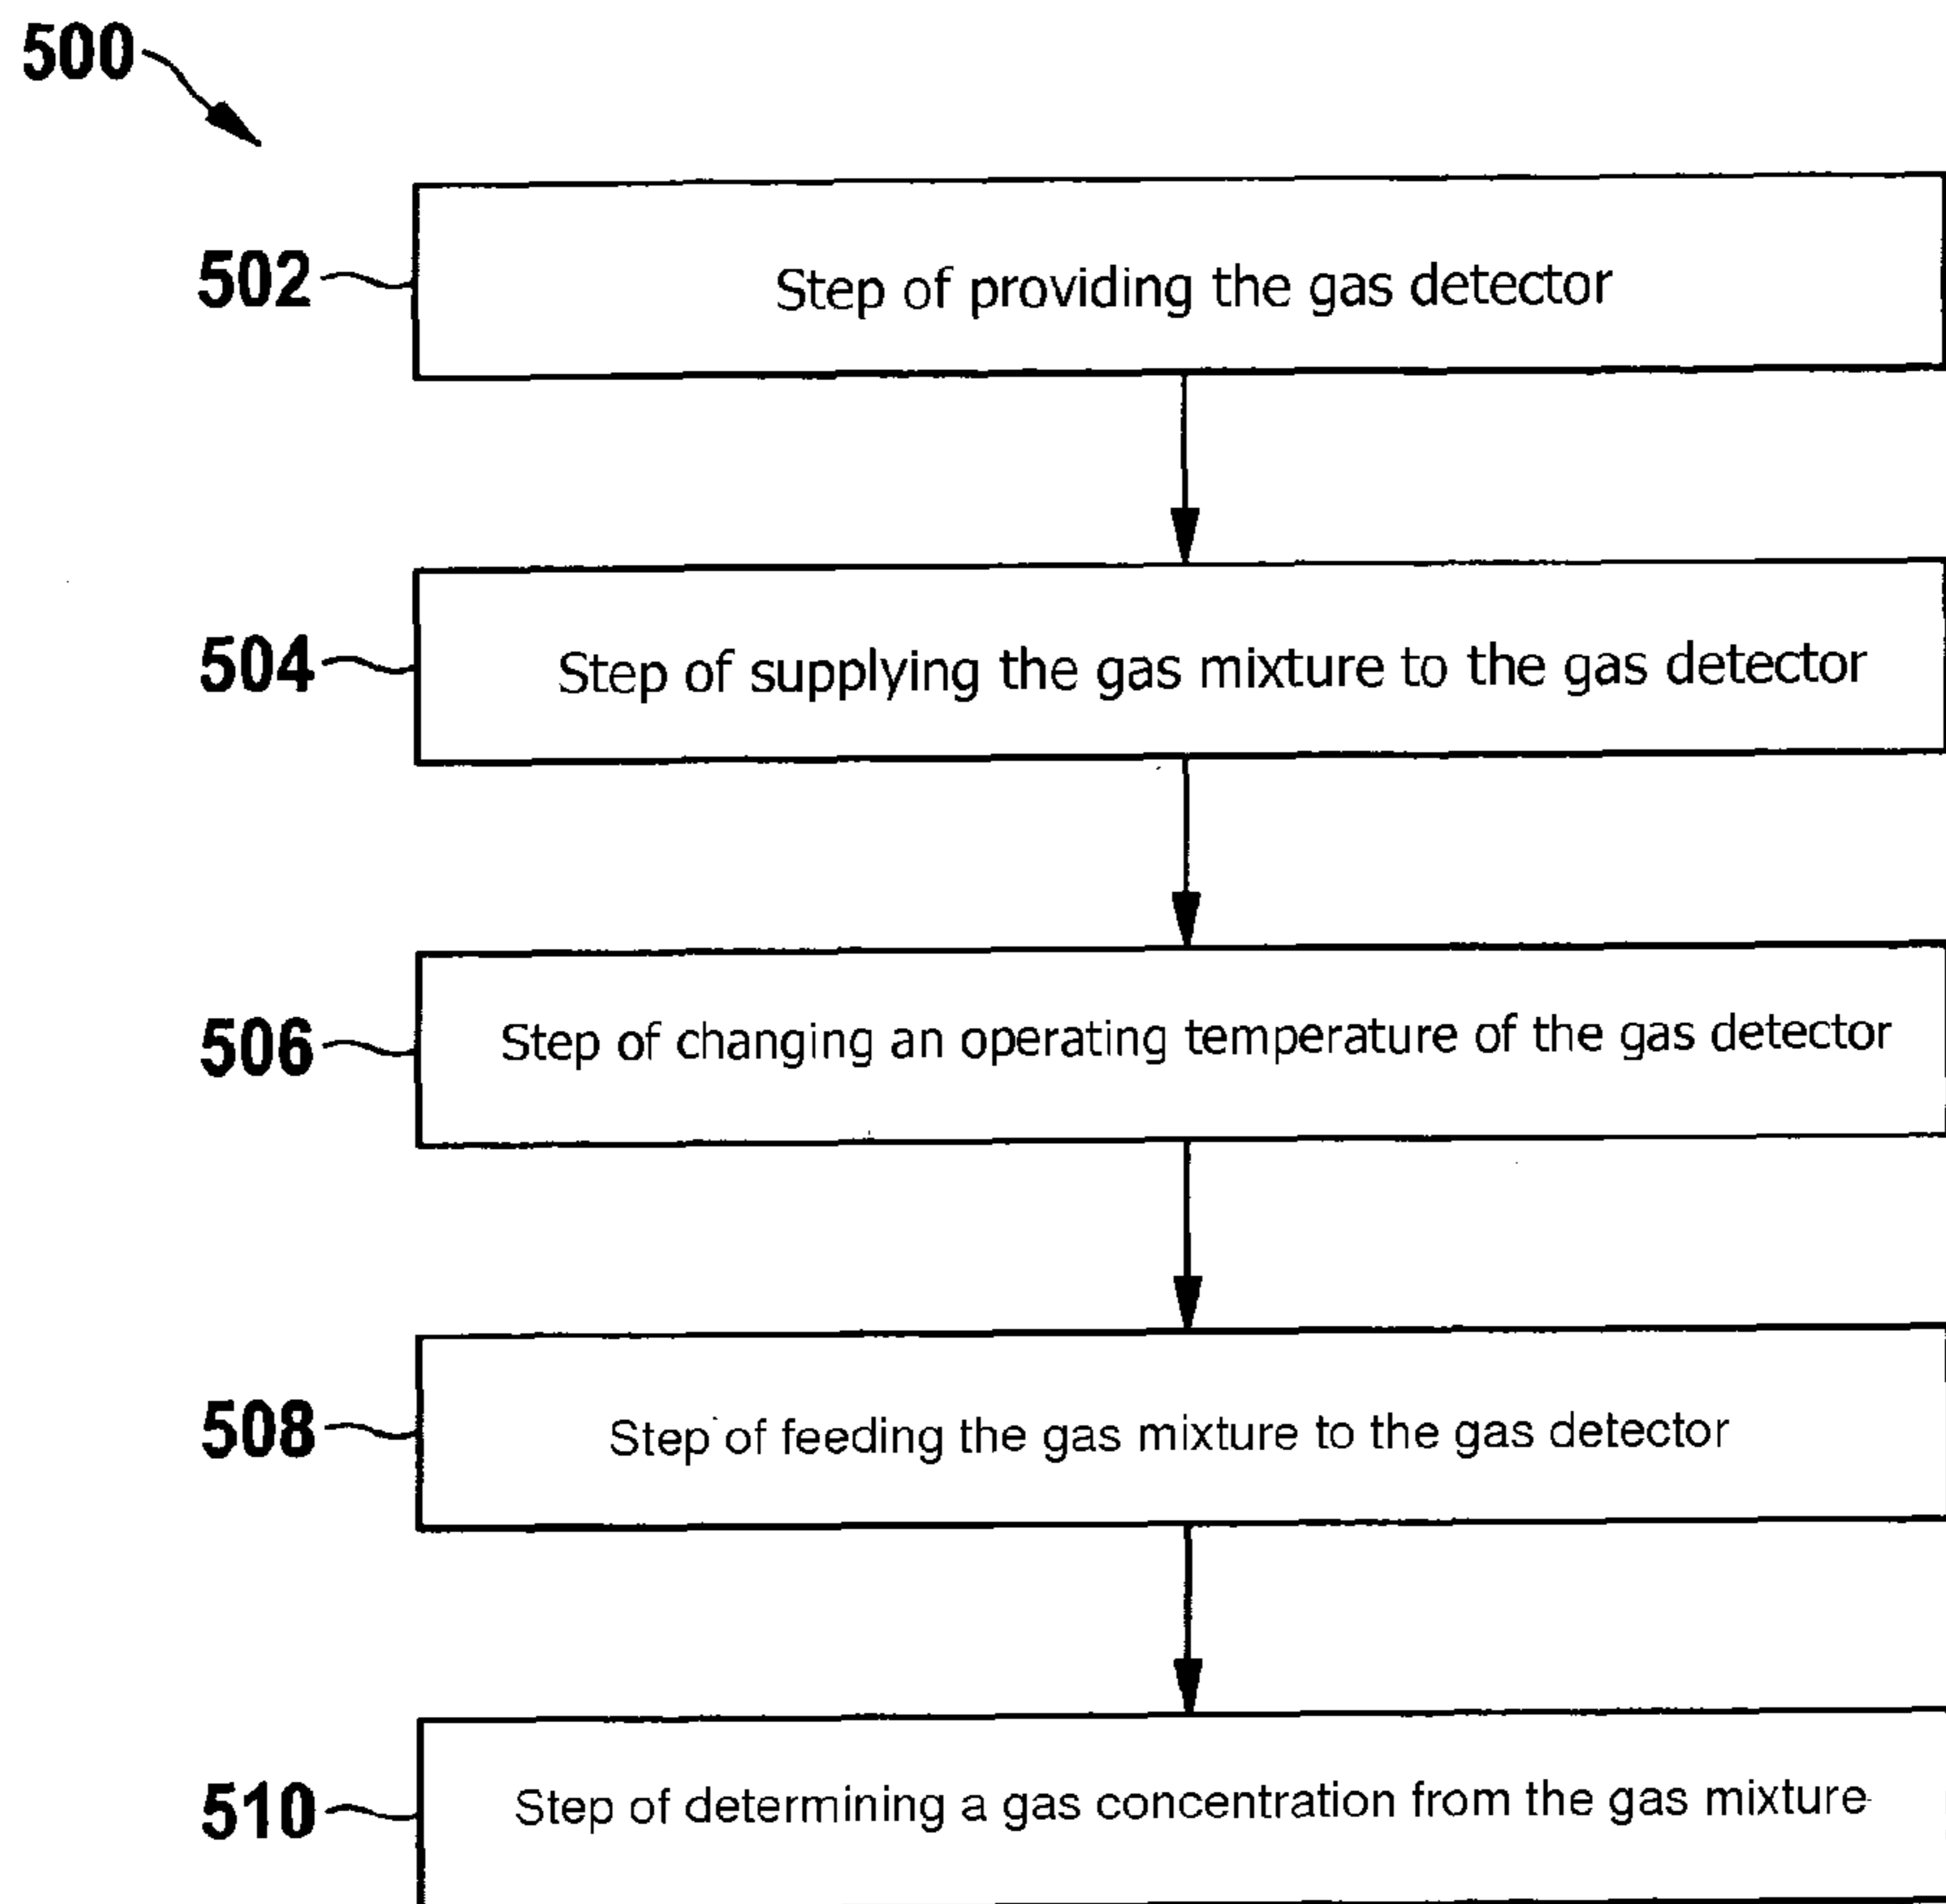 500
502 Step of providing the gas detector
504 Step of supplying the gas mixture to the gas detector
506 Step of changing an operating temperature of the gas detector
508 Step of feeding the gas mixture to the gas detector
510 Step of determining a gas concentration from the gas mixture